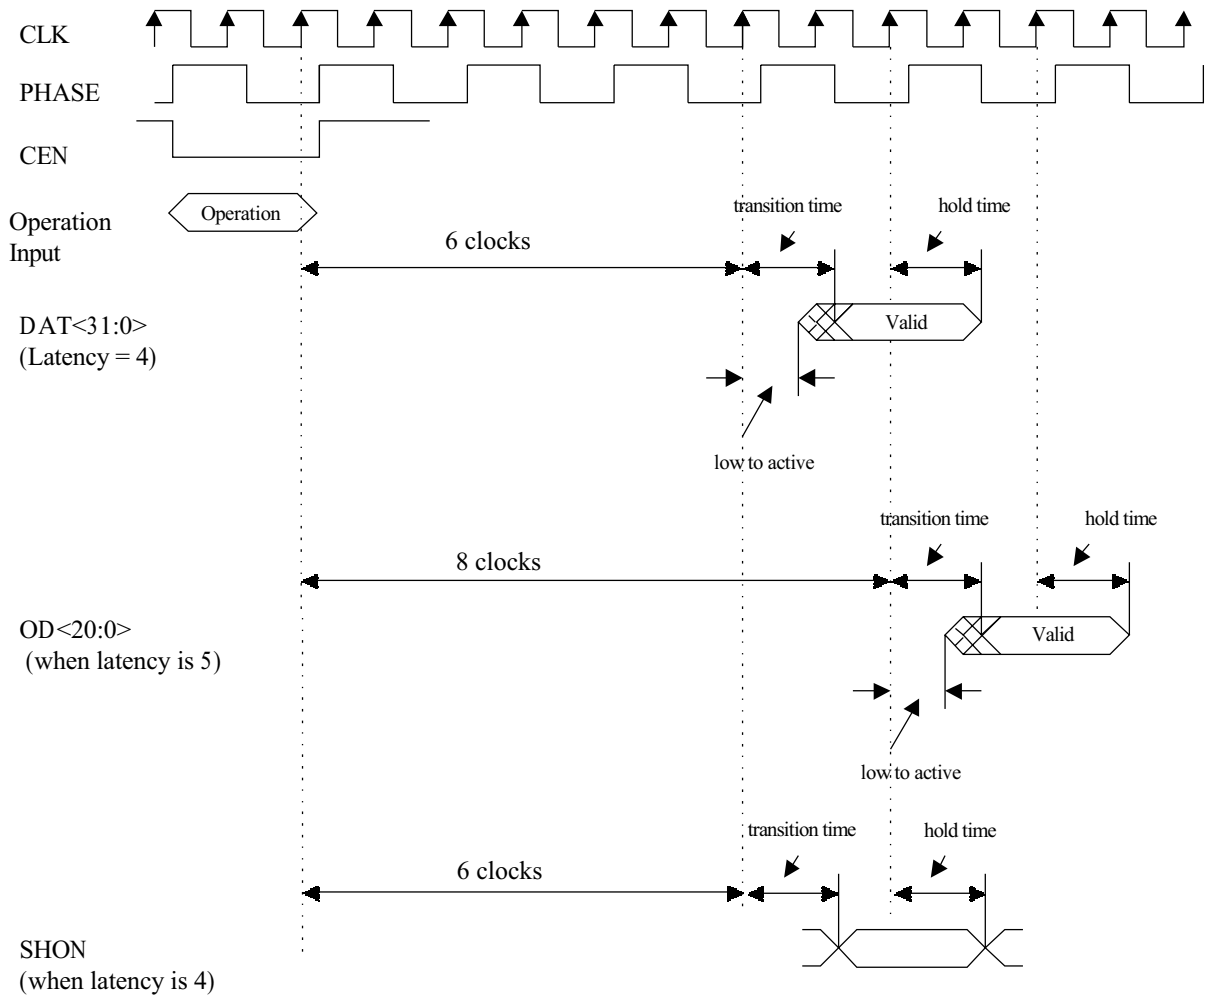 CLK
PHASE
CEN
Operation
Input
Operation
6 clocks
transition time
hold time
DAT<31:0>
(Latency = 4)
Valid
low to active
8 clocks
transition time
hold time
OD<20:0>
(when latency is 5)
Valid
low to active
6 clocks
transition time
hold time
SHON
(when latency is 4)